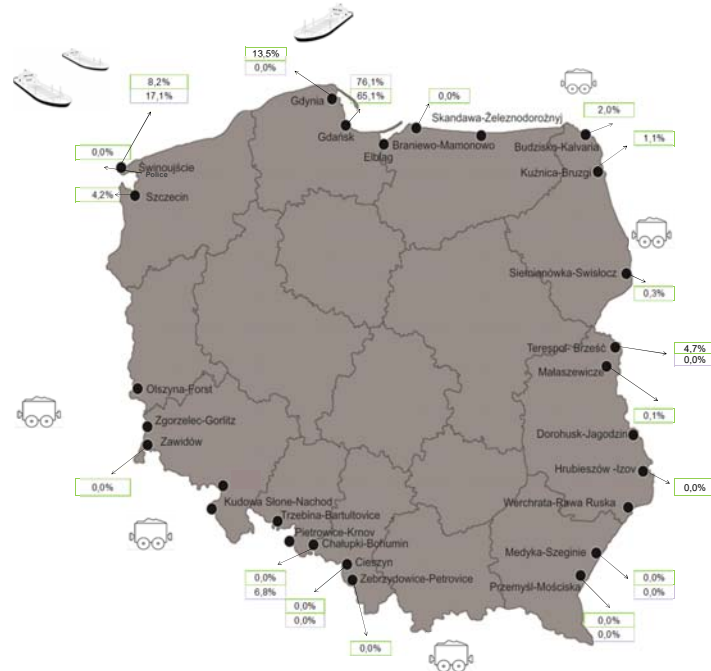 13,5%
0,0%
8,2%
17,1%
76,1%
65,1%
0,0%
2,0%
Gdynia
Skandawa-Żeleznodorożnyj
Gdańsk
Braniewo-Mamonowo
Budzisko-Kalvaria
1,1%
Elbląg
0,0%
Świnoujście
Police
Kuźnica-Bruzgi
4,2%
Szczecin
Siemianówka-Swisłocz
0,3%
Terespol- Brześć
4,7%
0,0%
Małaszewicze
Olszyna-Forst
0,1%
Zgorzelec-Gorlitz
Dorohusk-Jagodzin
Zawidów
Hrubieszów -Izov
0,0%
0,0%
Kudowa Słone-Nachod
Werchrata-Rawa Ruska
Trzebina-Bartultovice
Pietrowice-Krnov
Chałupki-Bohumin
Medyka-Szeginie
Cieszyn
Zebrzydowice-Petrovice
Przemyśl-Mościska
0,0%
6,8%
0,0%
0,0%
0,0%
0,0%
0,0%
0,0%
0,0%